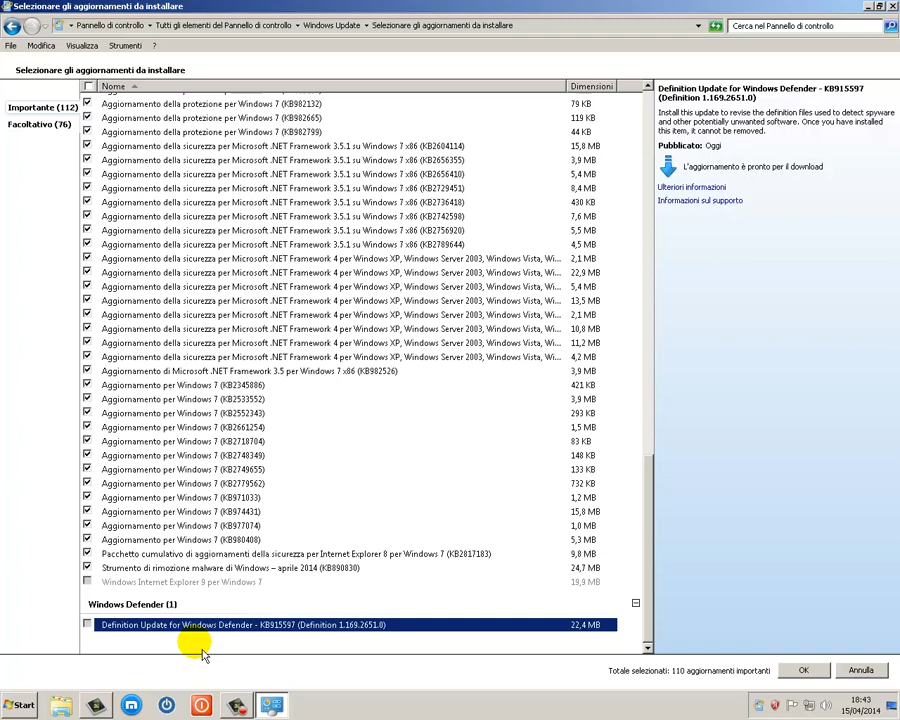 Selezionare gli aggiornamenti da installare
Pannello di controllo Tutti gli elementi del Pannello di controllo Windows Update Selezionare gli aggiornamenti da installare
Cerca nel Pannello di controllo
File Modifica Visualizza Strumenti ?
Selezionare gli aggiornamenti da installare
Importante (112)
Facoltativo (76)
Nome Dimensioni
Aggiornamento della protezione per Windows 7 (KB982132) 79 KB
Aggiornamento della protezione per Windows 7 (KB982665) 119 KB
Aggiornamento della protezione per Windows 7 (KB982799) 44 KB
Aggiornamento della sicurezza per Microsoft .NET Framework 3.5.1 su Windows 7 x86 (KB2604114) 15,8 MB
Aggiornamento della sicurezza per Microsoft .NET Framework 3.5.1 su Windows 7 x86 (KB2656355) 3,9 MB
Aggiornamento della sicurezza per Microsoft .NET Framework 3.5.1 su Windows 7 x86 (KB2656410) 5,4 MB
Aggiornamento della sicurezza per Microsoft .NET Framework 3.5.1 su Windows 7 x86 (KB2729451) 8,4 MB
Aggiornamento della sicurezza per Microsoft .NET Framework 3.5.1 su Windows 7 x86 (KB2736418) 430 KB
Aggiornamento della sicurezza per Microsoft .NET Framework 3.5.1 su Windows 7 x86 (KB2742598) 7,6 MB
Aggiornamento della sicurezza per Microsoft .NET Framework 3.5.1 su Windows 7 x86 (KB2756920) 5,5 MB
Aggiornamento della sicurezza per Microsoft .NET Framework 3.5.1 su Windows 7 x86 (KB2789644) 4,5 MB
Aggiornamento della sicurezza per Microsoft .NET Framework 4 per Windows XP, Windows Server 2003, Windows Vista, Wi... 2,1 MB
Aggiornamento della sicurezza per Microsoft .NET Framework 4 per Windows XP, Windows Server 2003, Windows Vista, Wi... 22,9 MB
Aggiornamento della sicurezza per Microsoft .NET Framework 4 per Windows XP, Windows Server 2003, Windows Vista, Wi... 5,4 MB
Aggiornamento della sicurezza per Microsoft .NET Framework 4 per Windows XP, Windows Server 2003, Windows Vista, Wi... 13,5 MB
Aggiornamento della sicurezza per Microsoft .NET Framework 4 per Windows XP, Windows Server 2003, Windows Vista, Wi... 2,1 MB
Aggiornamento della sicurezza per Microsoft .NET Framework 4 per Windows XP, Windows Server 2003, Windows Vista, Wi... 10,8 MB
Aggiornamento della sicurezza per Microsoft .NET Framework 4 per Windows XP, Windows Server 2003, Windows Vista, Wi... 11,2 MB
Aggiornamento della sicurezza per Microsoft .NET Framework 4 per Windows XP, Windows Server 2003, Windows Vista, Wi... 4,2 MB
Aggiornamento di Microsoft .NET Framework 3.5 per Windows 7 x86 (KB982526) 3,9 MB
Aggiornamento per Windows 7 (KB2345886) 421 KB
Aggiornamento per Windows 7 (KB2533552) 3,9 MB
Aggiornamento per Windows 7 (KB2552343) 293 KB
Aggiornamento per Windows 7 (KB2661254) 1,5 MB
Aggiornamento per Windows 7 (KB2718704) 83 KB
Aggiornamento per Windows 7 (KB2748349) 148 KB
Aggiornamento per Windows 7 (KB2749655) 133 KB
Aggiornamento per Windows 7 (KB2779562) 732 KB
Aggiornamento per Windows 7 (KB971033) 1,2 MB
Aggiornamento per Windows 7 (KB974431) 15,8 MB
Aggiornamento per Windows 7 (KB977074) 1,0 MB
Aggiornamento per Windows 7 (KB980408) 5,3 MB
Pacchetto cumulativo di aggiornamenti della sicurezza per Internet Explorer 8 per Windows 7 (KB2817183) 9,8 MB
Strumento di rimozione malware di Windows – aprile 2014 (KB890830) 24,7 MB
Windows Internet Explorer 9 per Windows 7 19,9 MB
Windows Defender (1)
Definition Update for Windows Defender - KB915597 (Definition 1.169.2651.0) 22,4 MB
Definition Update for Windows Defender - KB915597
(Definition 1.169.2651.0)
Install this update to revise the definition files used to detect spyware
and other potentially unwanted software. Once you have installed
this item, it cannot be removed.
Pubblicato: Oggi
L'aggiornamento è pronto per il download
Ulteriori informazioni
Informazioni sul supporto
Totale selezionati: 110 aggiornamenti importanti
OK
Annulla
Start
18:43
15/04/2014